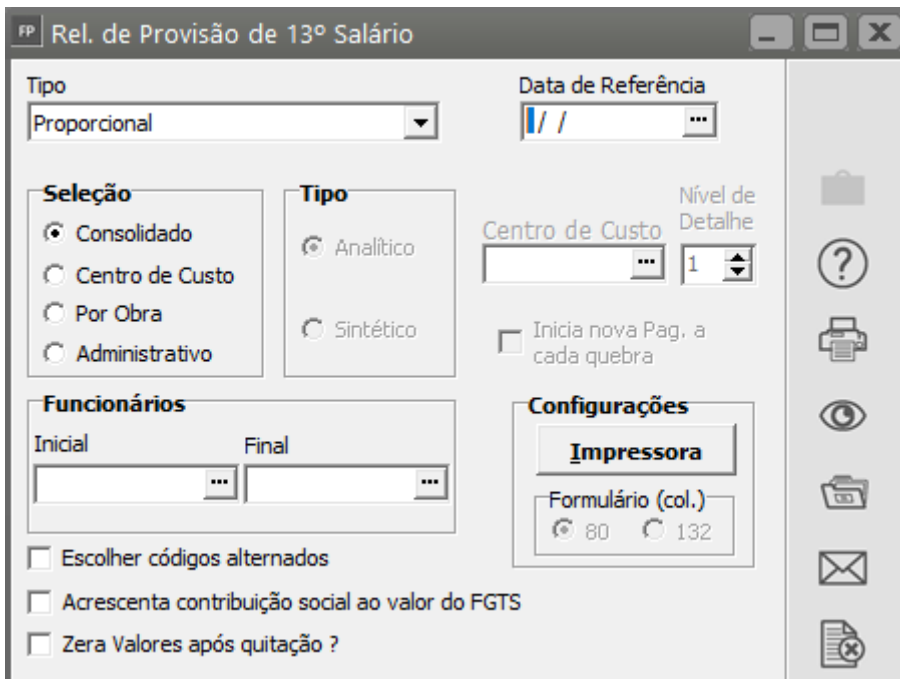 FP Rel. de Provisão de 13º Salário
Tipo
Data de Referência
Proporcional
/ /
...
Seleção
Consolidado
Centro de Custo
Por Obra
Administrativo
Tipo
Analítico
Sintético
Centro de Custo
...
Nível de
Detalhe
1
Inicia nova Pag. a
cada quebra
Funcionários
Inicial
Final
...
...
Configurações
Impressora
Formulário (col.)
80
132
Escolher códigos alternados
Acrescenta contribuição social ao valor do FGTS
Zera Valores após quitação ?